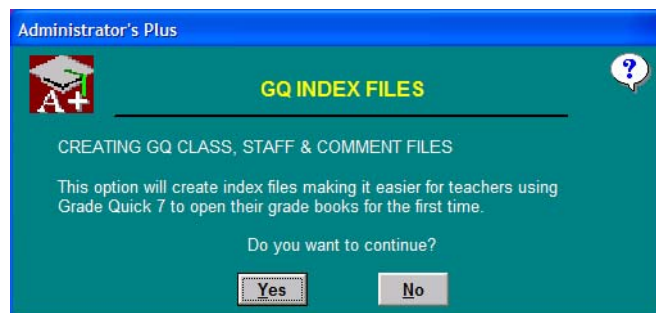 Administrator's Plus
A+
GQ INDEX FILES
?
CREATING GQ CLASS, STAFF & COMMENT FILES
This option will create index files making it easier for teachers using
Grade Quick 7 to open their grade books for the first time.
Do you want to continue?
Yes No